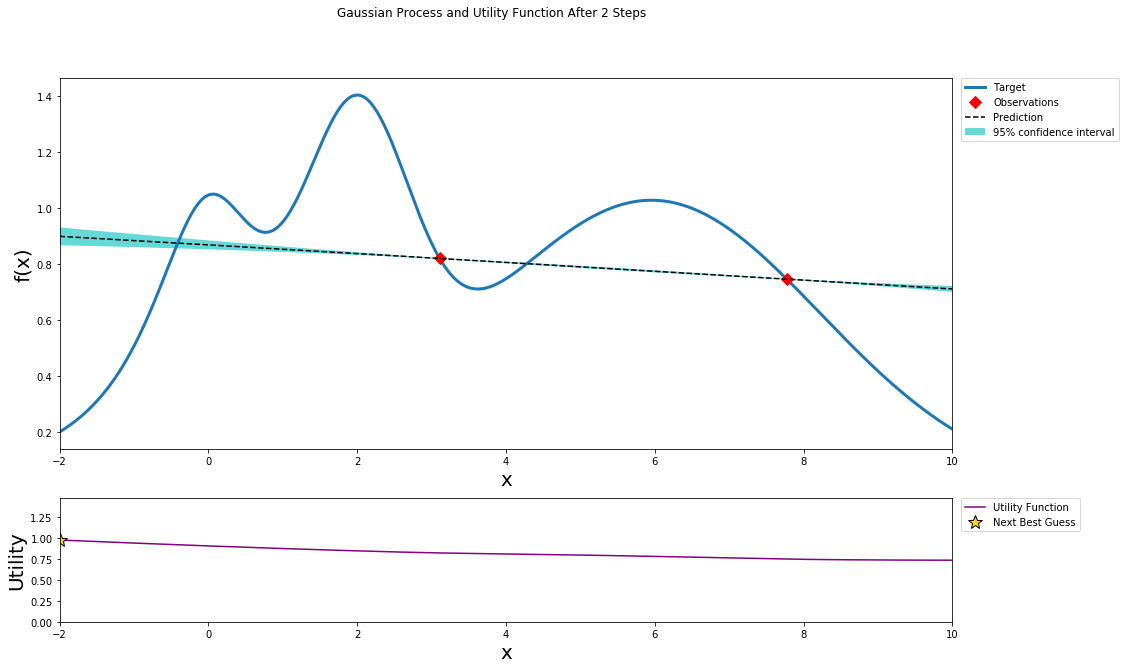 Gaussian Process and Utility Function After 2 Steps
1.4
1.2
1.0
0.8
0.6
0.4
0.2
f(x)
−2 0 2 4 6 8 10
x
Target
Observations
Prediction
95% confidence interval
1.25
1.00
0.75
0.50
0.25
0.00
Utility
−2 0 2 4 6 8 10
x
Utility Function
Next Best Guess